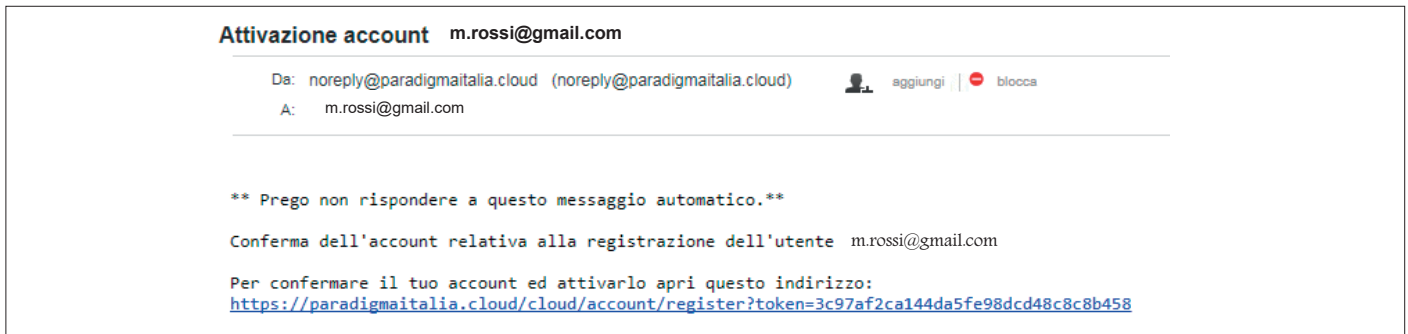 Attivazione account m.rossi@gmail.com
Da: noreply@paradigmaitalia.cloud (noreply@paradigmaitalia.cloud) aggiungi | blocca
A: m.rossi@gmail.com
** Prego non rispondere a questo messaggio automatico.**
Conferma dell'account relativa alla registrazione dell'utente m.rossi@gmail.com
Per confermare il tuo account ed attivarlo apri questo indirizzo:
https://paradigmaitalia.cloud/cloud/account/register?token=3c97af2ca144da5fe98dcd48c8c8b458